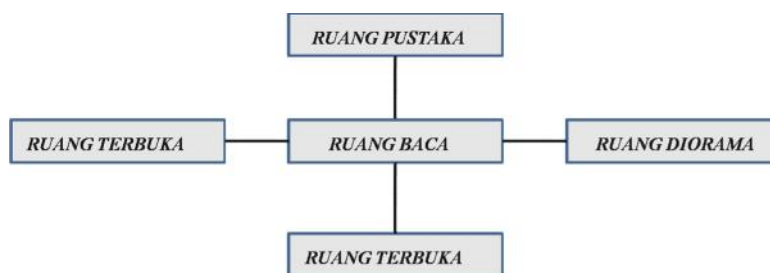 RUANG PUSTAKA
RUANG TERBUKA
RUANG BACA
RUANG DIORAMA
RUANG TERBUKA